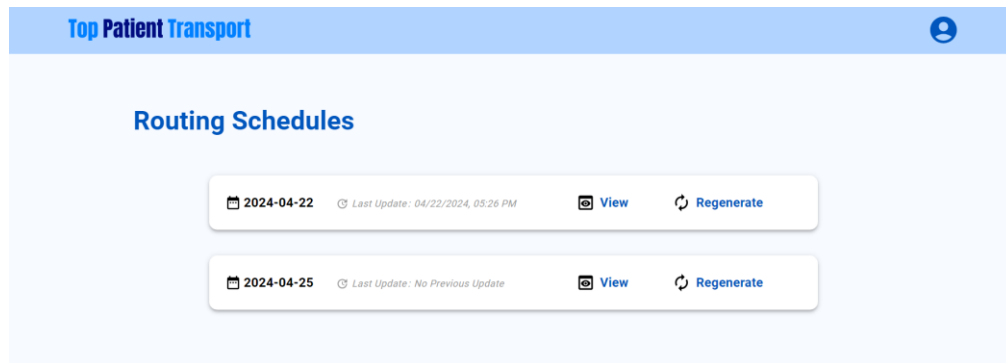 Top Patient Transport
Routing Schedules
2024-04-22 Last Update: 04/22/2024, 05:26 PM View Regenerate
2024-04-25 Last Update: No Previous Update View Regenerate